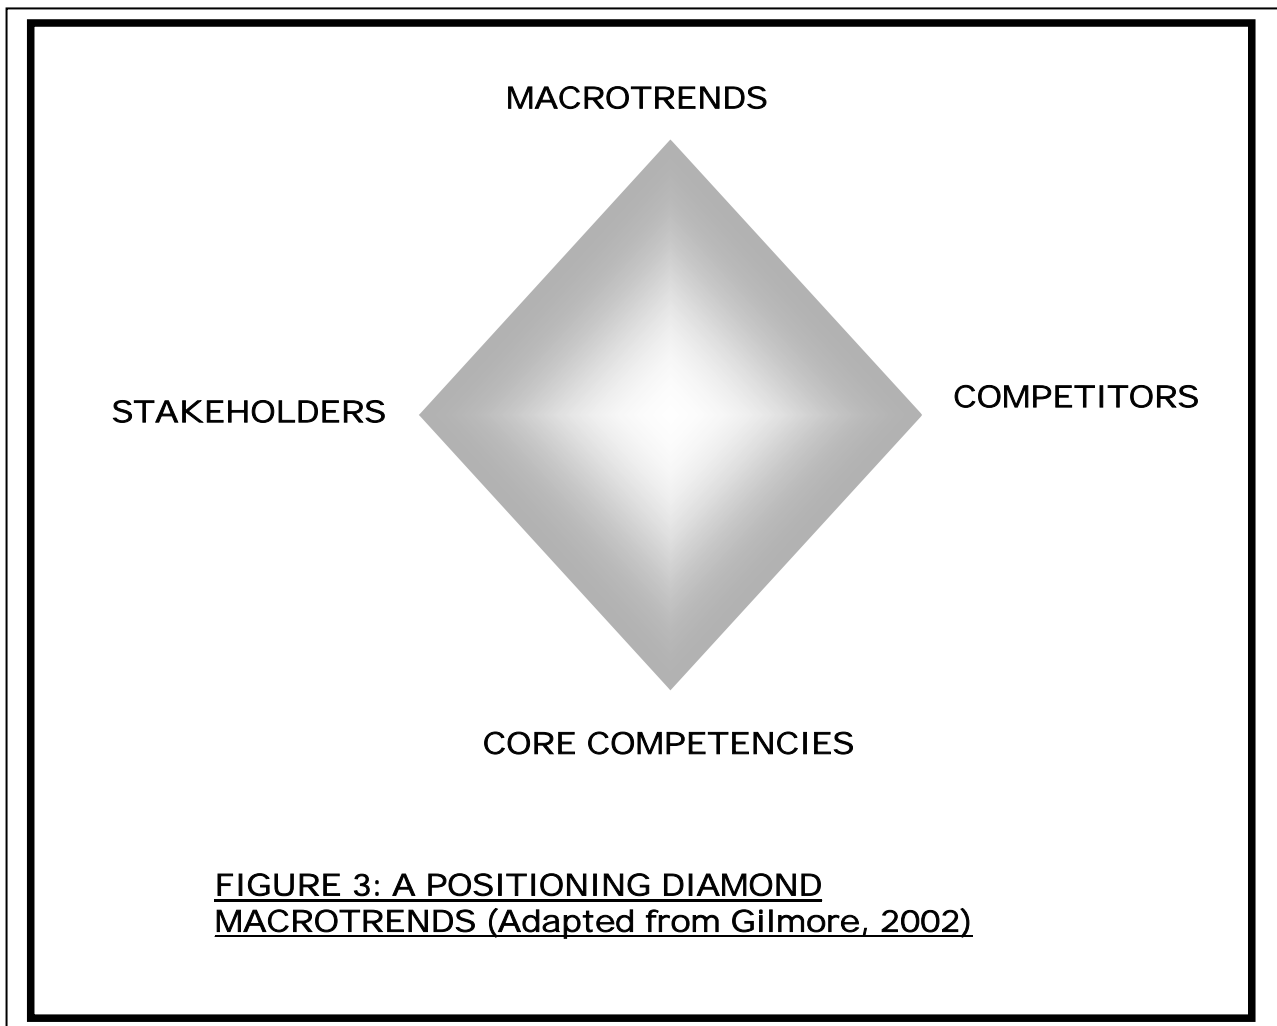 MACROTRENDS
STAKEHOLDERS
COMPETITORS
CORE COMPETENCIES
FIGURE 3: A POSITIONING DIAMOND
MACROTRENDS (Adapted from Gilmore, 2002)